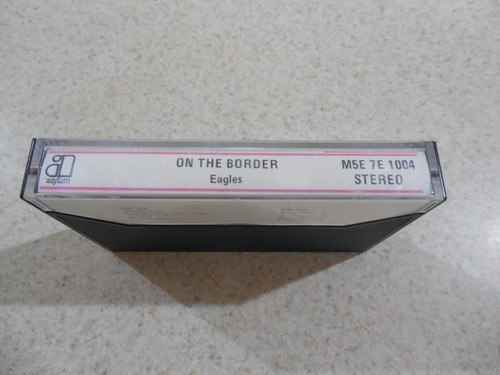 asylum
ON THE BORDER
Eagles
M5E 7E 1004
STEREO